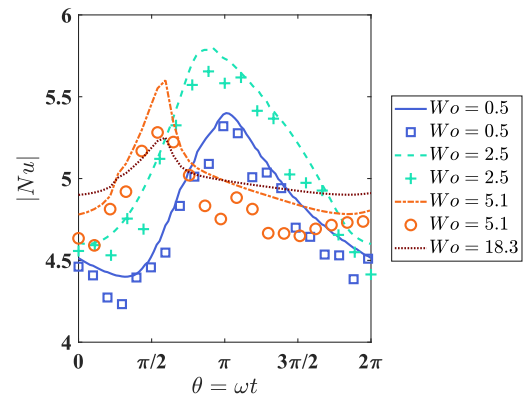 |Nu|
6
5.5
5
4.5
4
0
π/2
π
3π/2
2π
θ = ωt
Wo = 0.5
Wo = 0.5
Wo = 2.5
Wo = 2.5
Wo = 5.1
Wo = 5.1
Wo = 18.3